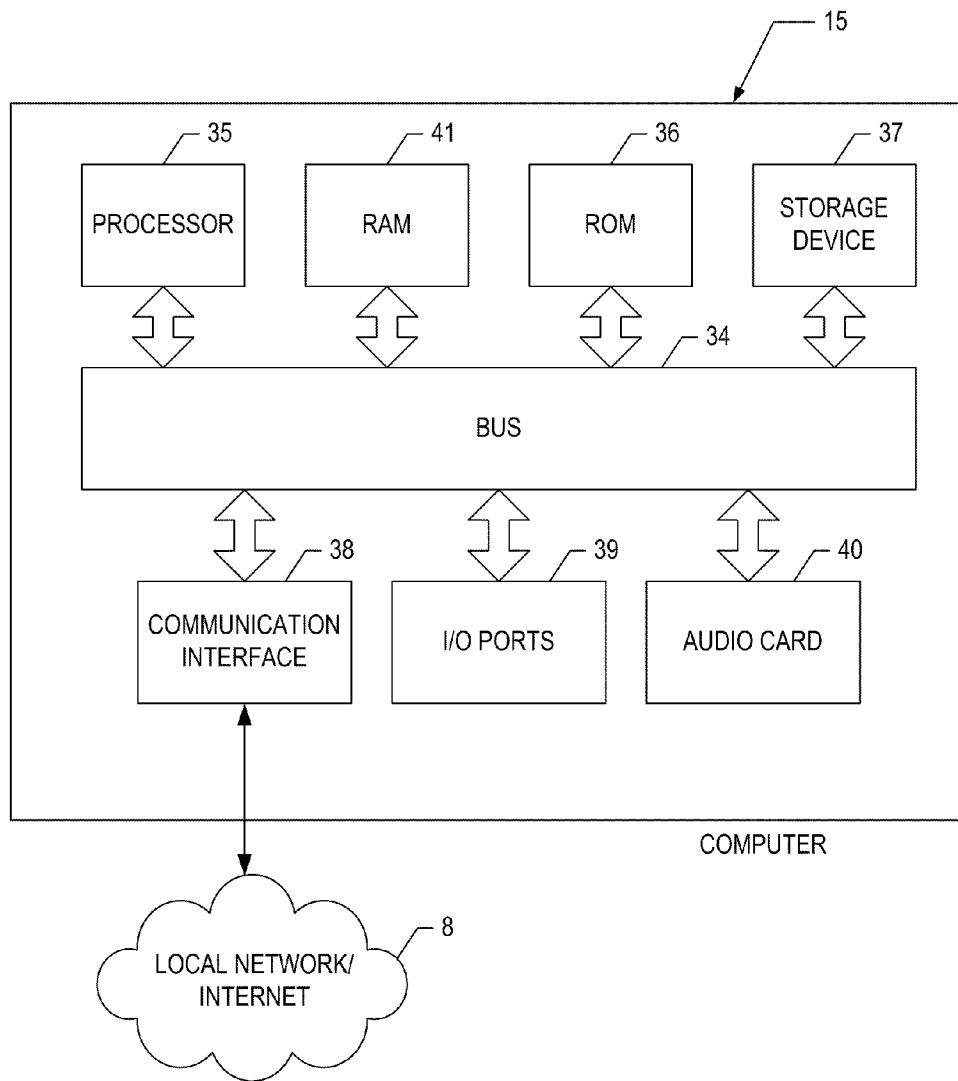 15
35
41
36
37
PROCESSOR
RAM
ROM
STORAGE
DEVICE
34
BUS
38
39
40
COMMUNICATION
INTERFACE
I/O PORTS
AUDIO CARD
COMPUTER
8
LOCAL NETWORK/
INTERNET